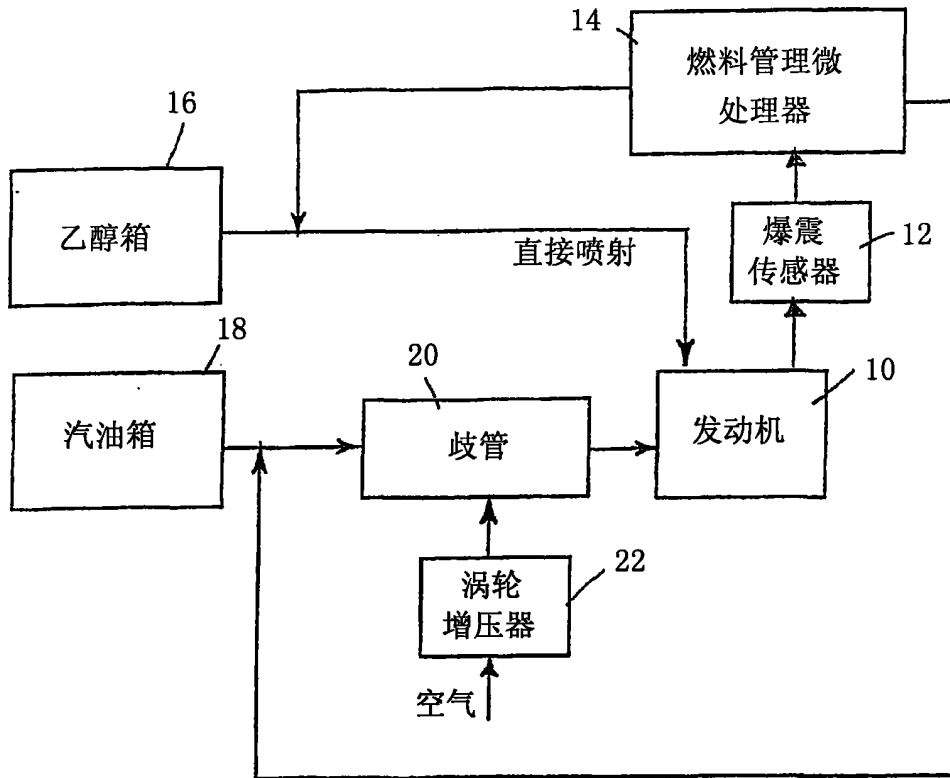 14
燃料管理微
处理器
16
乙醇箱
直接喷射
爆震
传感器
12
18
汽油箱
20
歧管
10
发动机
涡轮
增压器
22
空气